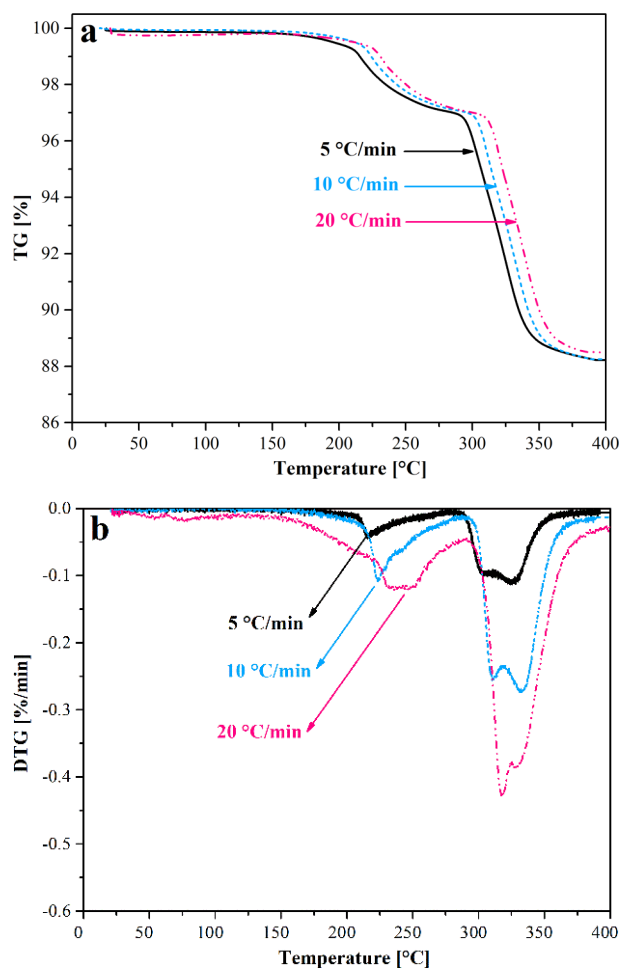 a
100
98
96
94
92
90
88
86
TG [%]
5 °C/min
10 °C/min
20 °C/min
0 50 100 150 200 250 300 350 400
Temperature [°C]
b
0.0
-0.1
-0.2
-0.3
-0.4
-0.5
-0.6
DTG [%/min]
5 °C/min
10 °C/min
20 °C/min
0 50 100 150 200 250 300 350 400
Temperature [°C]